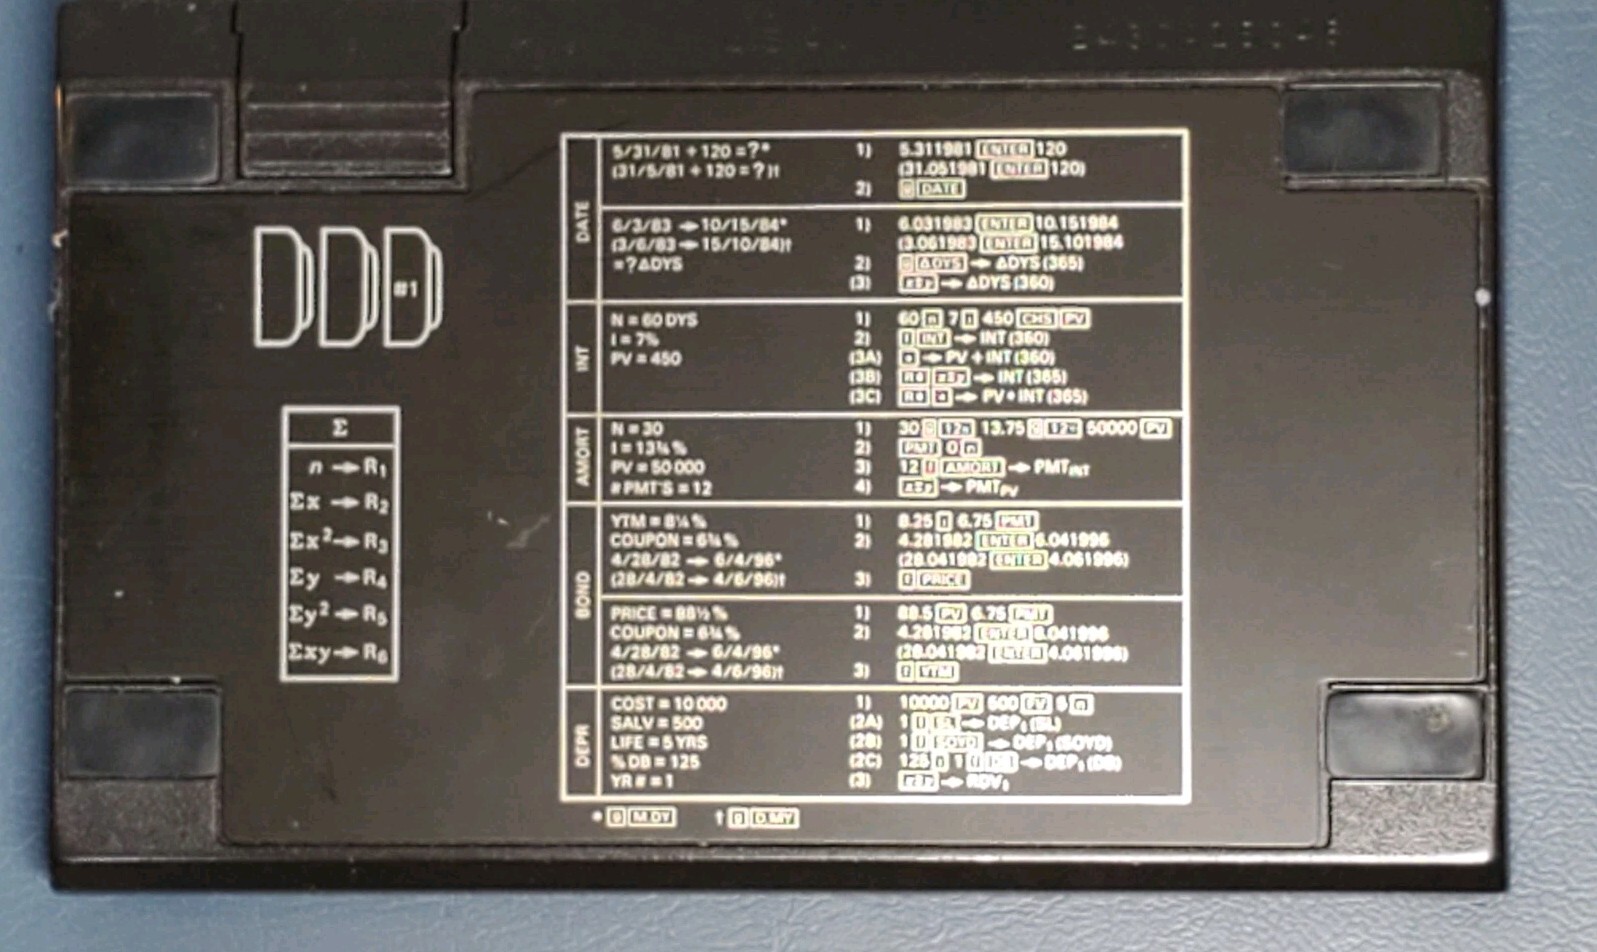 #1
Σ
n → R₁
Σx → R₂
Σx² → R₃
Σy → R₄
Σy² → R₅
Σxy → R₆
DATE
5/31/81 + 120 = ?* 1) 5.311981 ENTER 120
(31/5/81 + 120 = ?)† (31.051981 ENTER 120)
2) g DATE
6/3/83 → 10/15/84* 1) 6.031983 ENTER 10.151984
(3/6/83 → 15/10/84)† (3.061983 ENTER 15.101984
= ? ΔDYS 2) g ΔDYS → ΔDYS (365)
(3) x≷y → ΔDYS (360)
INT
N = 60 DYS 1) 60 n 7 i 450 CHS PV
I = 7% 2) f INT → INT (360)
PV = 450 (3A) + → PV + INT (360)
(3B) R↓ x≷y → INT (365)
(3C) R↓ + → PV + INT (365)
AMORT
N = 30 1) 30 g 12× 13.75 g 12÷ 50000 PV
I = 13¾ % 2) PMT 0 n
PV = 50 000 3) 12 f AMORT → PMT INT
# PMT'S = 12 4) x≷y → PMT PV
BOND
YTM = 8¼ % 1) 8.25 i 6.75 PMT
COUPON = 6¾ % 2) 4.281982 ENTER 6.041996
4/28/82 → 6/4/96* (28.041982 ENTER 4.061996)
(28/4/82 → 4/6/96)† 3) f PRICE
PRICE = 88½ % 1) 88.5 PV 6.75 PMT
COUPON = 6¾ % 2) 4.281982 ENTER 6.041996
4/28/82 → 6/4/96* (28.041982 ENTER 4.061996)
(28/4/82 → 4/6/96)† 3) f YTM
DEPR
COST = 10 000 1) 10000 PV 500 FV 5 n
SALV = 500 (2A) 1 f SL → DEP₁ (SL)
LIFE = 5 YRS (2B) 1 f SOYD → DEP₁ (SOYD)
% DB = 125 (2C) 125 i 1 f DB → DEP₁ (DB)
YR # = 1 (3) x≷y → RDV₁
* g M.DY † g D.MY